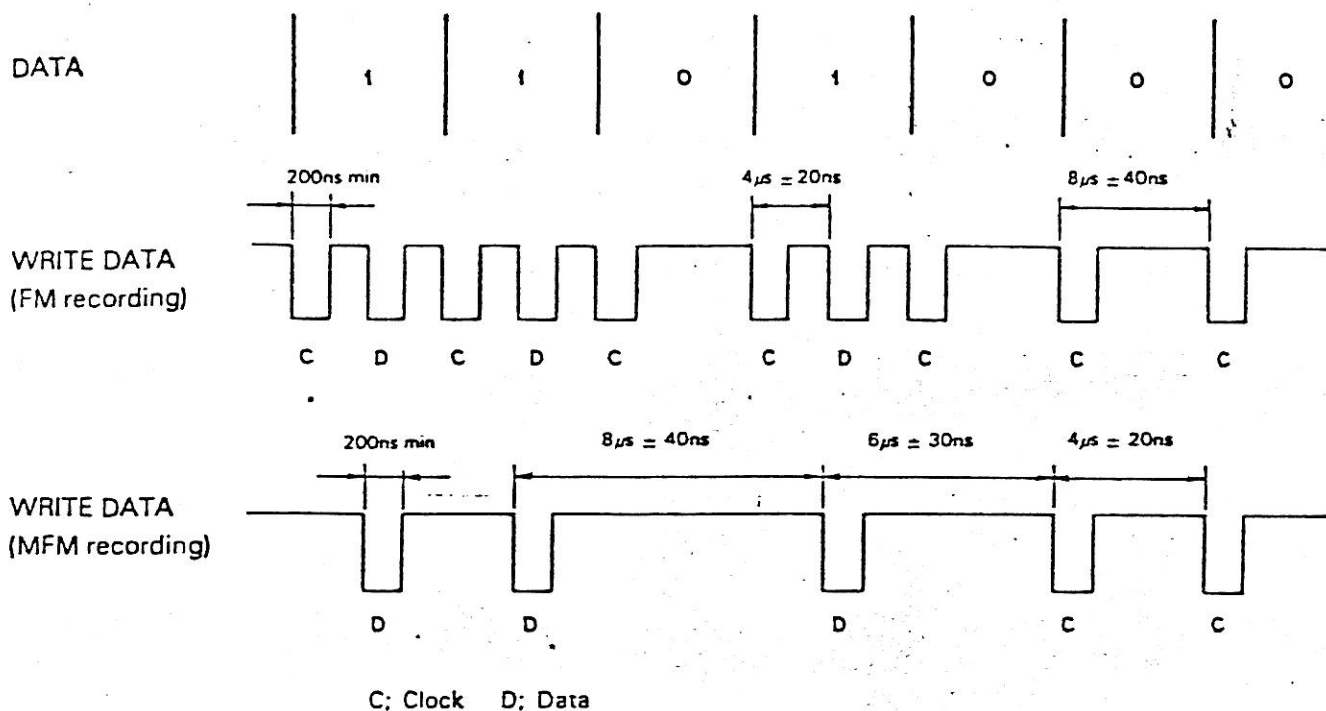 DATA 1 1 0 1 0 0 0
200ns min 4µs ± 20ns 8µs ± 40ns
WRITE DATA
(FM recording)
C D C D C C D C C C
200ns min 8µs ± 40ns 6µs ± 30ns 4µs ± 20ns
WRITE DATA
(MFM recording)
D D D C C
C; Clock D; Data